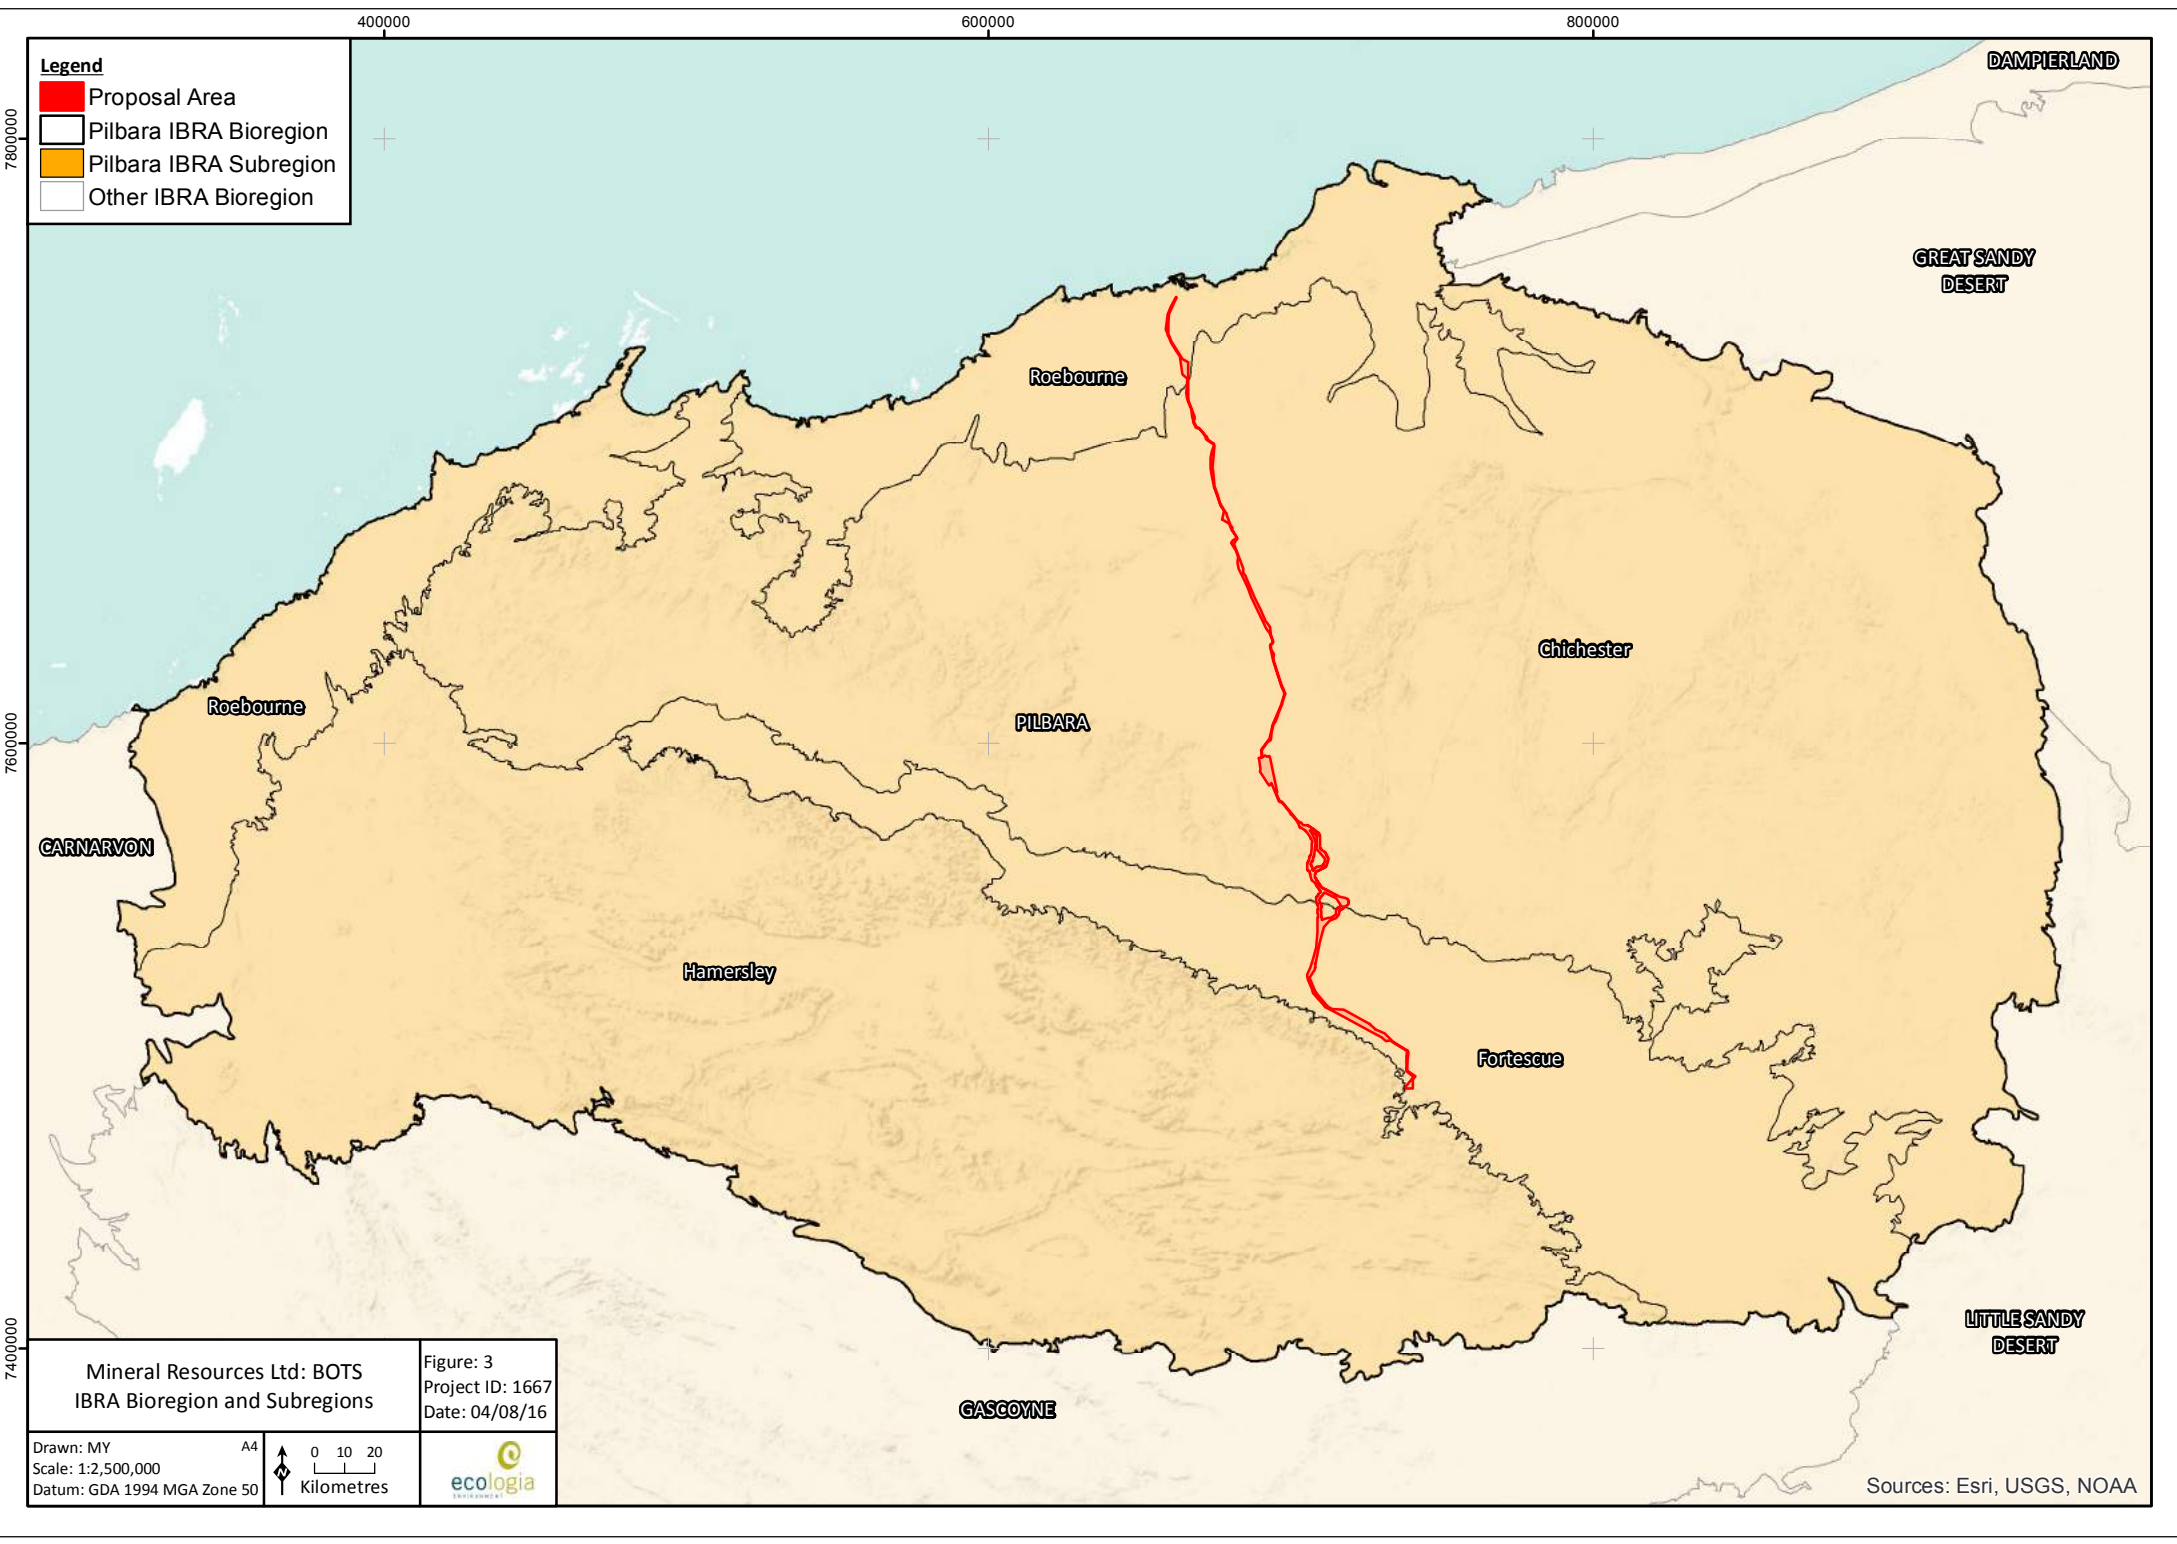 400000
600000
800000
Legend
Proposal Area
Pilbara IBRA Bioregion
Pilbara IBRA Subregion
Other IBRA Bioregion
DAMPIERLAND
7800000
GREAT SANDY
DESERT
Roebourne
Chichester
Roebourne
PILBARA
7600000
CARNARVON
Hamersley
Fortescue
LITTLE SANDY
DESERT
7400000
GASCOYNE
Mineral Resources Ltd: BOTS
IBRA Bioregion and Subregions
Figure: 3
Project ID: 1667
Date: 04/08/16
Drawn: MY
A4
Scale: 1:2,500,000
Datum: GDA 1994 MGA Zone 50
N
0 10 20
Kilometres
ecologia
ENVIRONMENT
Sources: Esri, USGS, NOAA